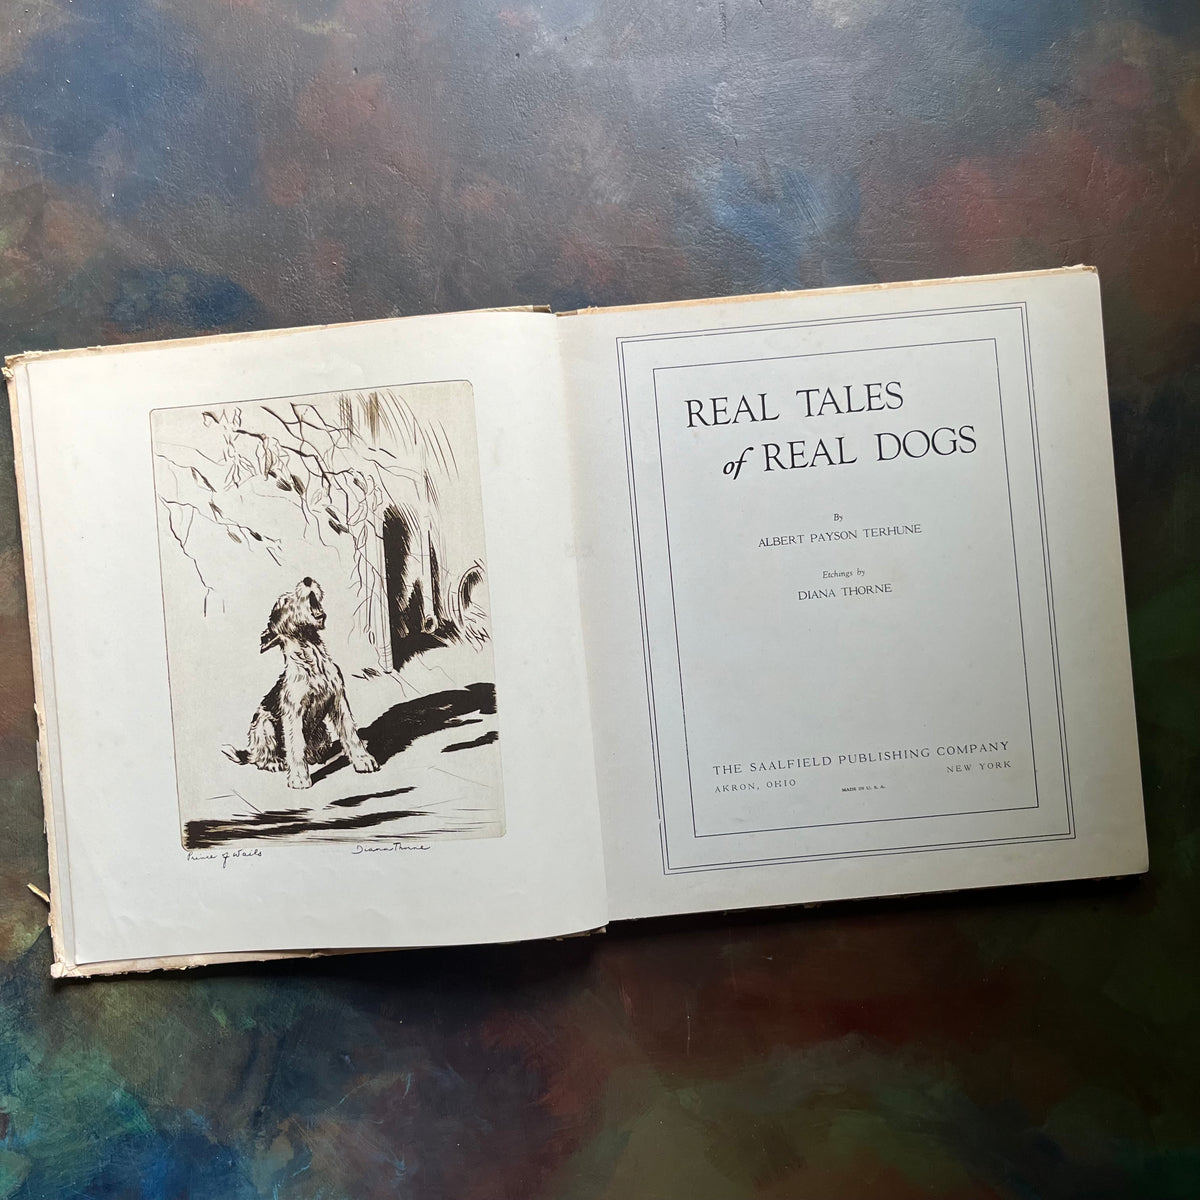 Prince of Wails
Diana Thorne
REAL TALES
of REAL DOGS
By
ALBERT PAYSON TERHUNE
Etchings by
DIANA THORNE
THE SAALFIELD PUBLISHING COMPANY
AKRON, OHIO MADE IN U. S. A. NEW YORK